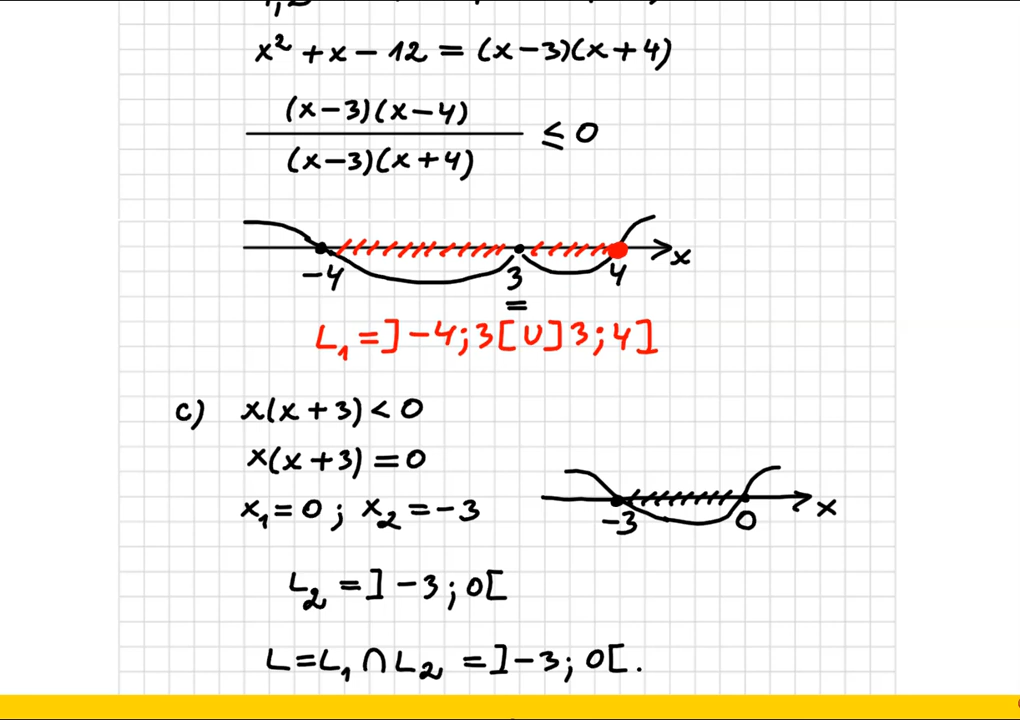 x² + x − 12 = (x−3)(x+4)
(x−3)(x−4)
(x−3)(x+4)
≤ 0
−4 3 4 x
=
L₁ = ]−4; 3[ ∪ ]3; 4]
c) x(x+3) < 0
x(x+3) = 0
x₁ = 0 ; x₂ = −3
−3 0 x
L₂ = ]−3; 0[
L = L₁ ∩ L₂ = ]−3; 0[.